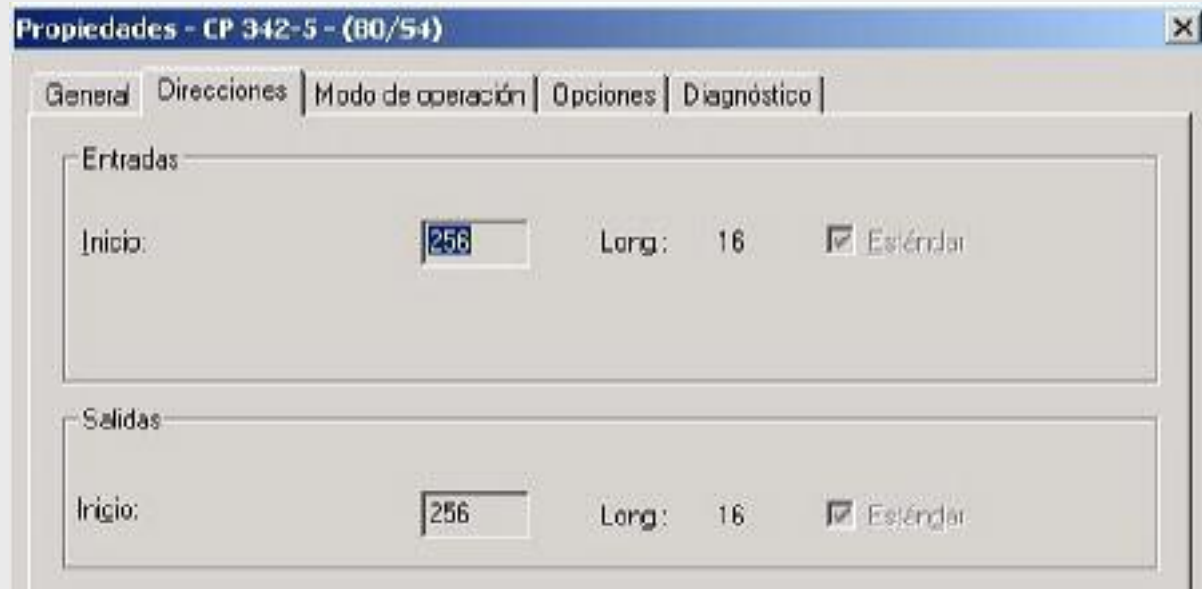 Propiedades - CP 342-5 - (R0/S4)
General Direcciones Modo de operación Opciones Diagnóstico
Entradas
Inicio: 256 Long.: 16 Estándar
Salidas
Inicio: 256 Long.: 16 Estándar